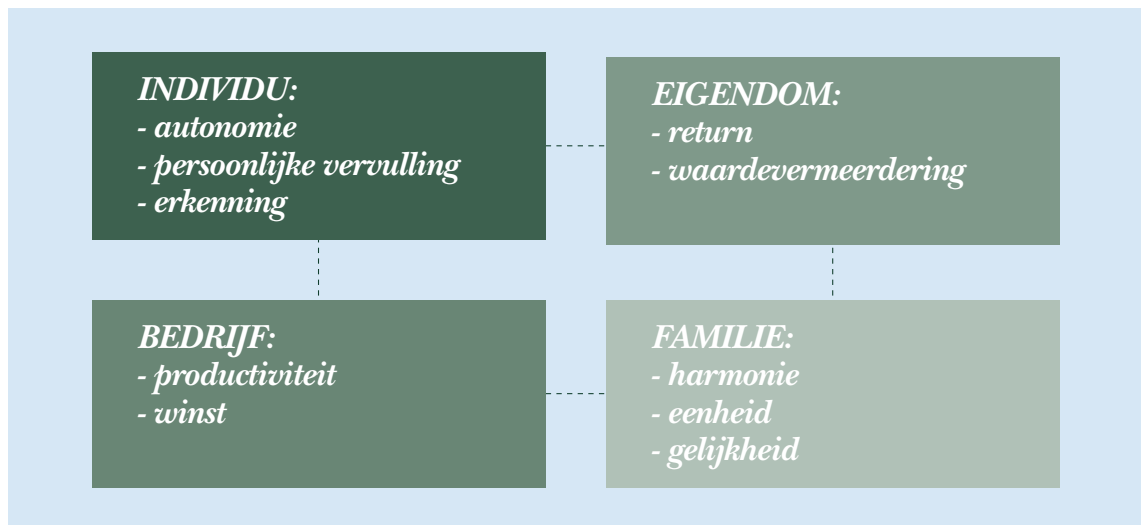 INDIVIDU:
- autonomie
- persoonlijke vervulling
- erkenning
EIGENDOM:
- return
- waardevermeerdering
BEDRIJF:
- productiviteit
- winst
FAMILIE:
- harmonie
- eenheid
- gelijkheid